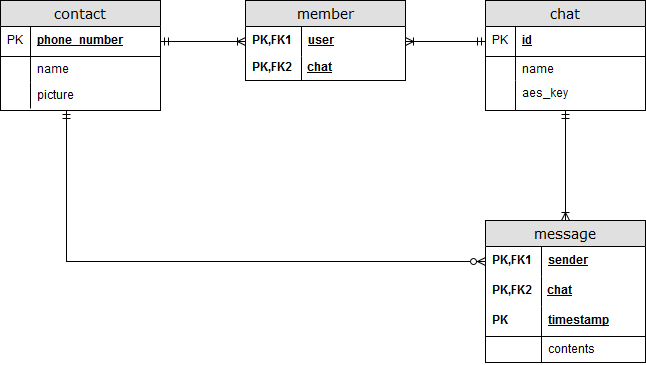 contact
PK phone_number
name
picture
member
PK,FK1 user
PK,FK2 chat
chat
PK id
name
aes_key
message
PK,FK1 sender
PK,FK2 chat
PK timestamp
contents